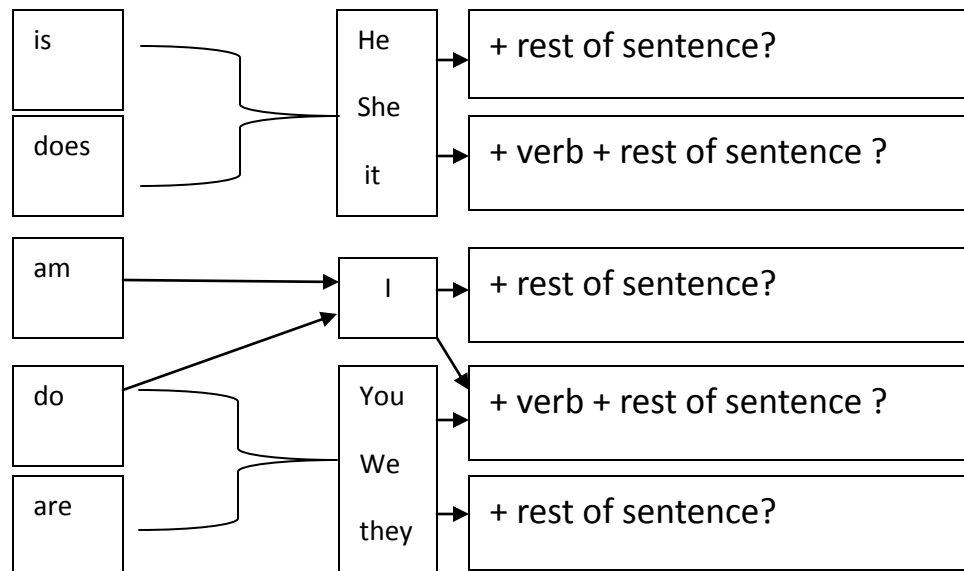 is
He
She
it
+ rest of sentence?
does
+ verb + rest of sentence ?
am
I
+ rest of sentence?
do
You
We
they
+ verb + rest of sentence ?
are
+ rest of sentence?